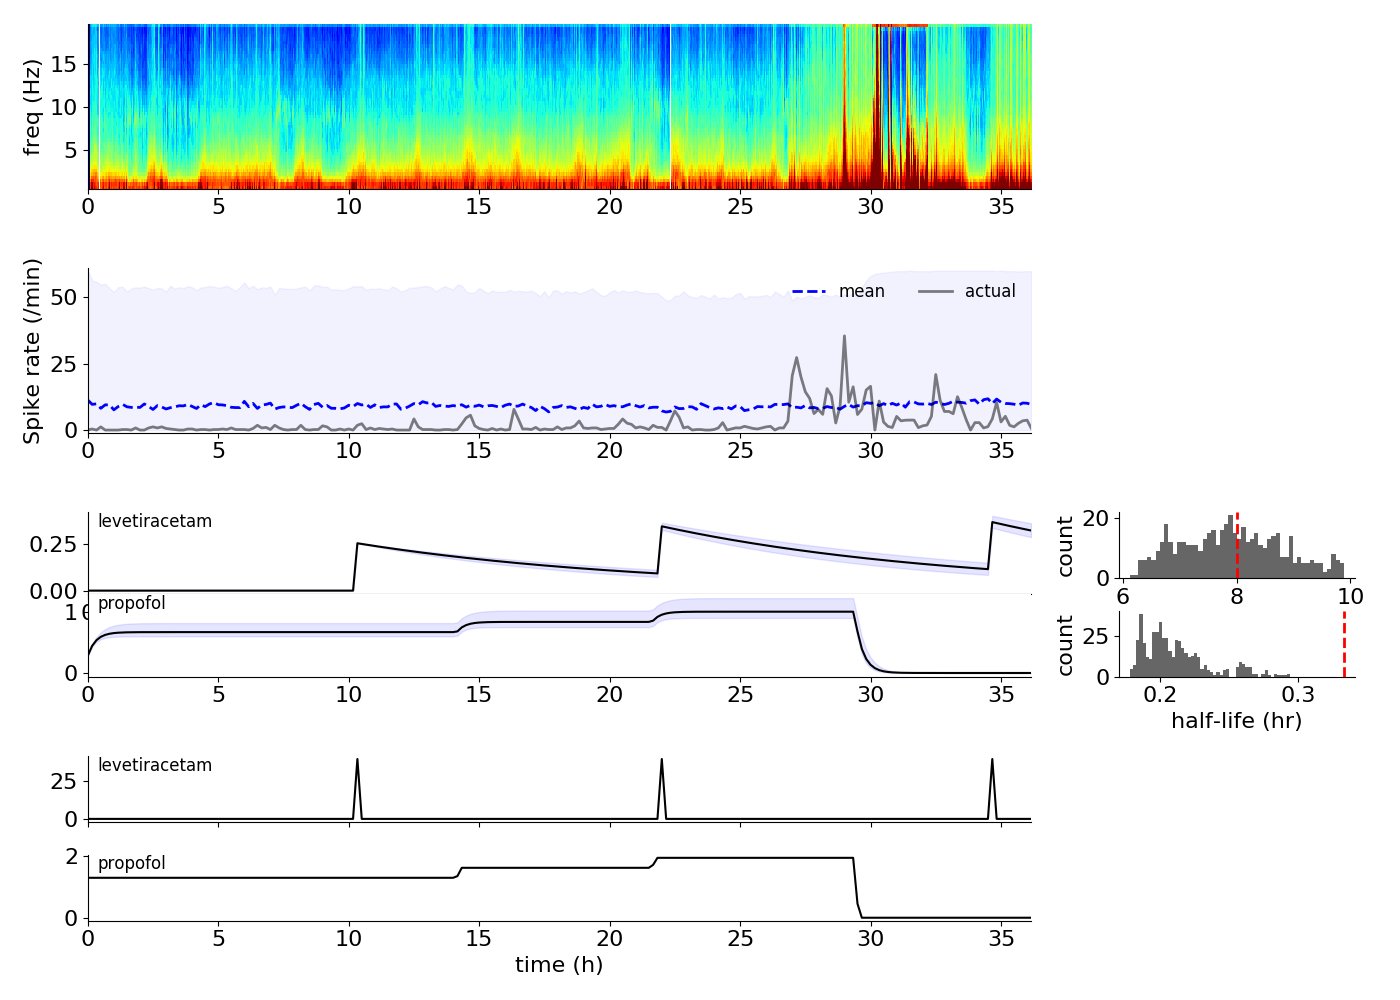 freq (Hz)
15
10
5
0 5 10 15 20 25 30 35
Spike rate (/min)
50
25
0
mean actual
0 5 10 15 20 25 30 35
levetiracetam
0.25
0.00
count
20
0
6 8 10
propofol
1
0
0 5 10 15 20 25 30 35
count
25
0
0.2 0.3
half-life (hr)
levetiracetam
25
0
propofol
2
0
0 5 10 15 20 25 30 35
time (h)